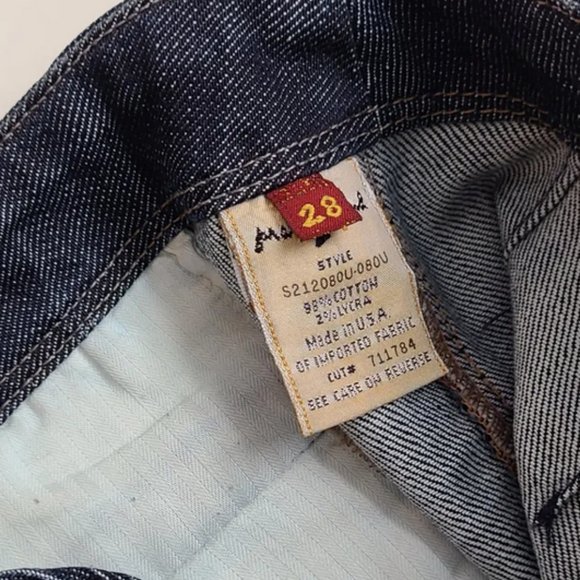 28
STYLE
S212080U-080U
98% COTTON
2% LYCRA
Made in U.S.A.
OF IMPORTED FABRIC
CUT# 711784
SEE CARE ON REVERSE